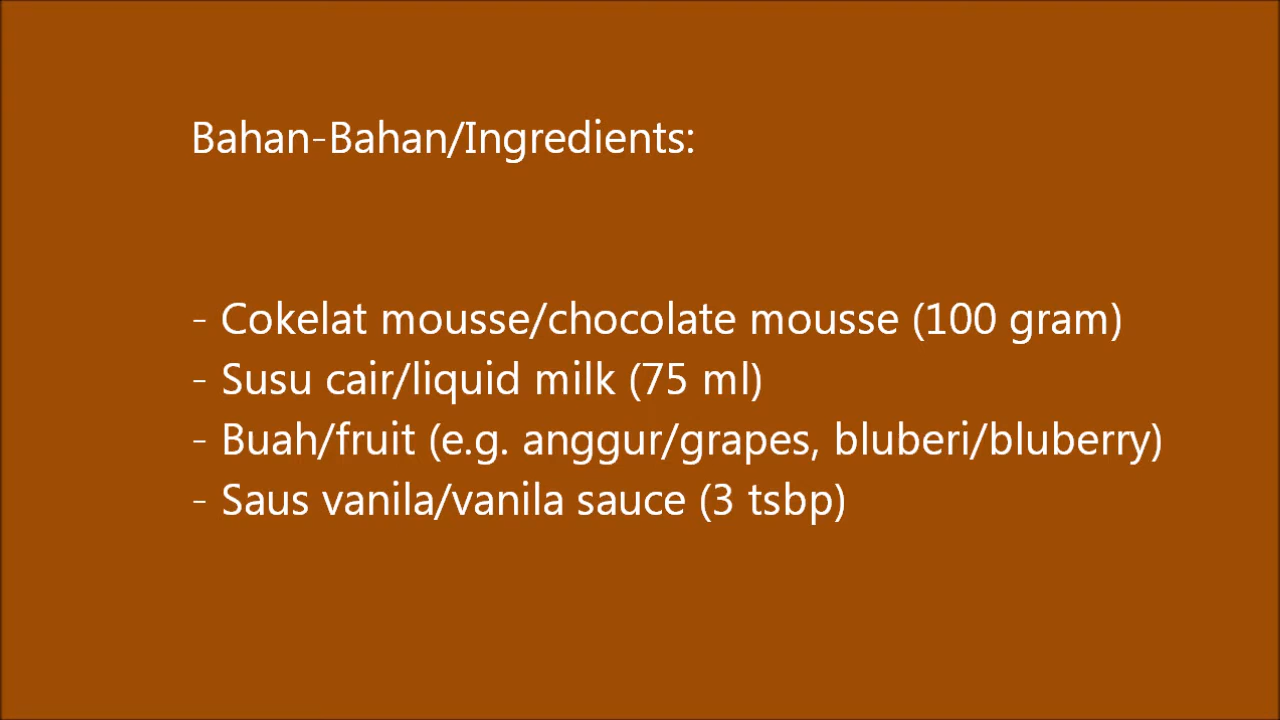 Bahan-Bahan/Ingredients:
- Cokelat mousse/chocolate mousse (100 gram)
- Susu cair/liquid milk (75 ml)
- Buah/fruit (e.g. anggur/grapes, bluberi/bluberry)
- Saus vanila/vanila sauce (3 tsbp)